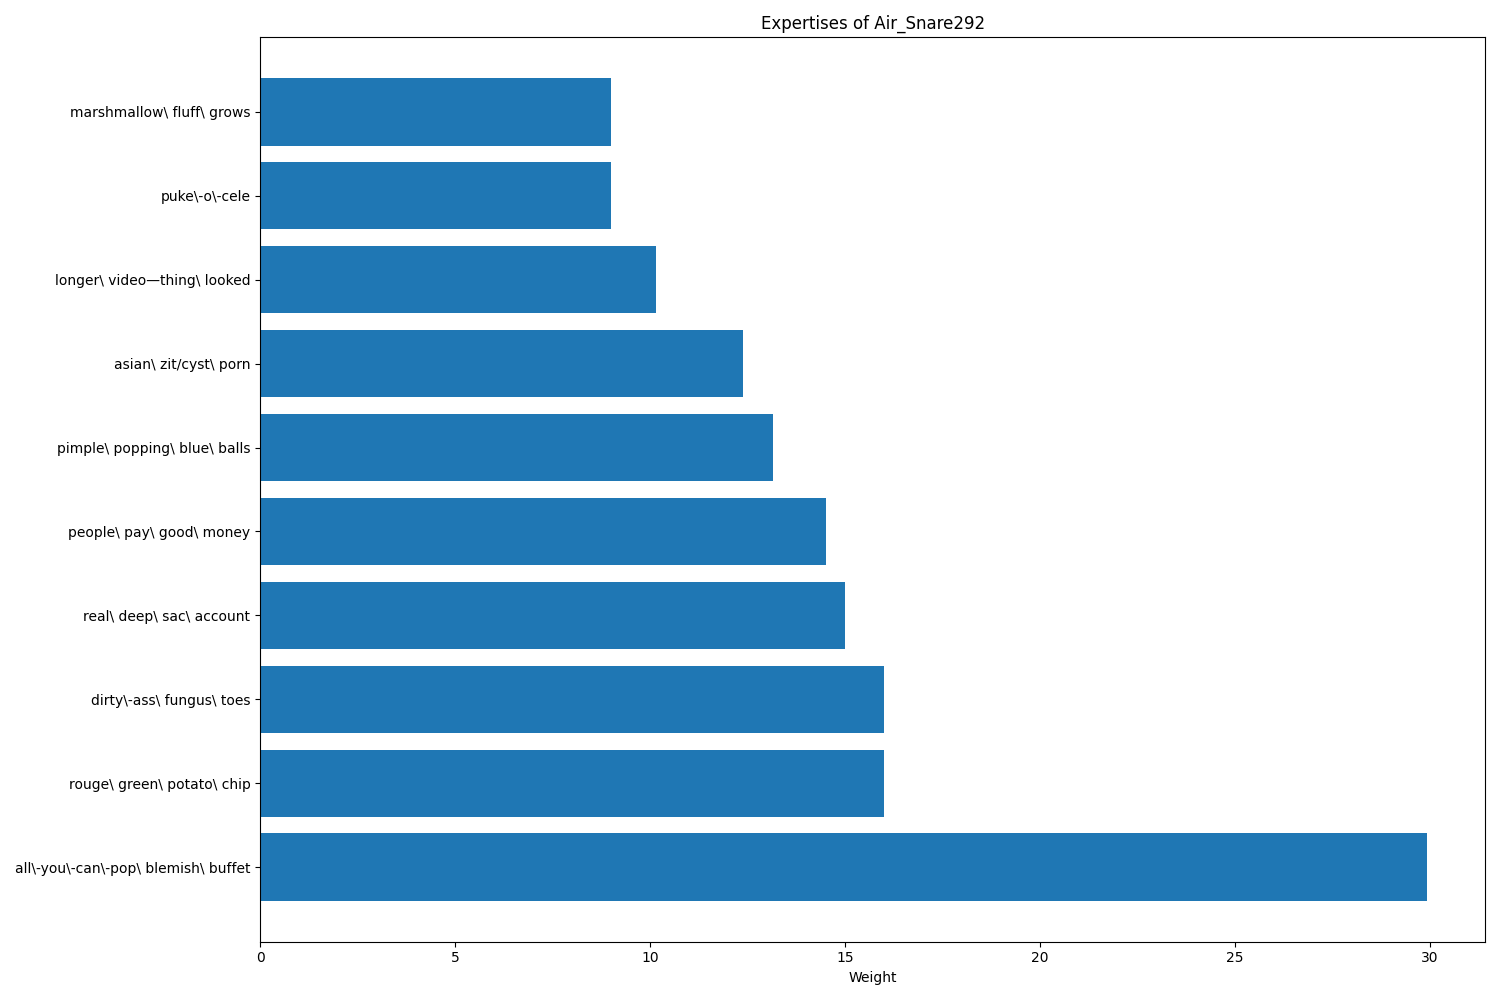 Expertises of Air_Snare292
marshmallow\ fluff\ grows
puke\-o\-cele
longer\ video—thing\ looked
asian\ zit/cyst\ porn
pimple\ popping\ blue\ balls
people\ pay\ good\ money
real\ deep\ sac\ account
dirty\-ass\ fungus\ toes
rouge\ green\ potato\ chip
all\-you\-can\-pop\ blemish\ buffet
0 5 10 15 20 25 30
Weight